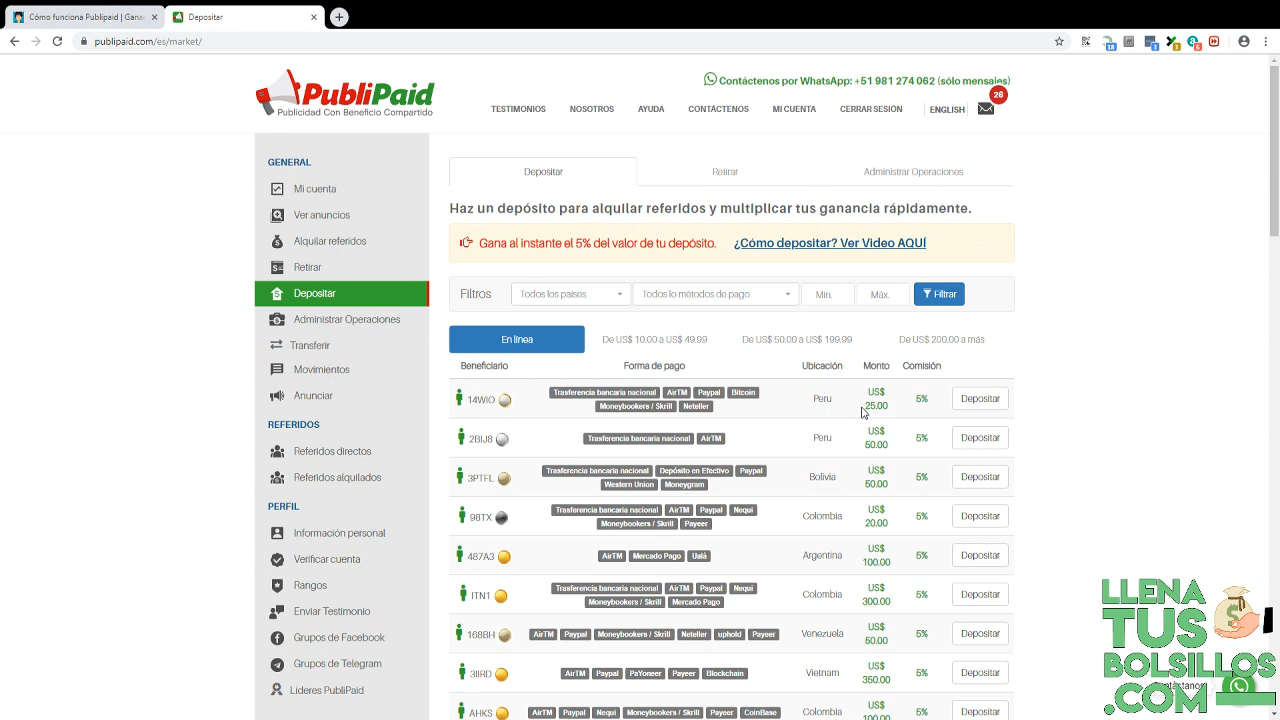 Cómo funciona Publipaid | Gana
Depositar
publipaid.com/es/market/
18
1
1
6
PubliPaid
Publicidad Con Beneficio Compartido
Contáctenos por WhatsApp: +51 981 274 062 (sólo mensajes)
26
TESTIMONIOS NOSOTROS AYUDA CONTÁCTENOS MI CUENTA CERRAR SESIÓN ENGLISH
GENERAL
Mi cuenta
Ver anuncios
Alquilar referidos
Retirar
Depositar
Administrar Operaciones
Transferir
Movimientos
Anunciar
REFERIDOS
Referidos directos
Referidos alquilados
PERFIL
Información personal
Verificar cuenta
Rangos
Enviar Testimonio
Grupos de Facebook
Grupos de Telegram
Líderes PubliPaid
Depositar Retirar Administrar Operaciones
Haz un depósito para alquilar referidos y multiplicar tus ganancia rápidamente.
Gana al instante el 5% del valor de tu depósito. ¿Cómo depositar? Ver Video AQUÍ
Filtros Todos los países Todo lo métodos de pago Mín. Máx. Filtrar
En línea De US$ 10.00 a US$ 49.99 De US$ 50.00 a US$ 199.99 De US$ 200.00 a más
Beneficiario Forma de pago Ubicación Monto Comisión
14WIO Trasferencia bancaria nacional AirTM Paypal Bitcoin Moneybookers / Skrill Neteller Peru US$ 25.00 5% Depositar
2BIJ8 Trasferencia bancaria nacional AirTM Peru US$ 50.00 5% Depositar
3PTFL Trasferencia bancaria nacional Depósito en Efectivo Paypal Western Union Moneygram Bolivia US$ 50.00 5% Depositar
98TX Trasferencia bancaria nacional AirTM Paypal Nequi Moneybookers / Skrill Payeer Colombia US$ 20.00 5% Depositar
487A3 AirTM Mercado Pago Ualá Argentina US$ 100.00 5% Depositar
ITN1 Trasferencia bancaria nacional AirTM Paypal Nequi Moneybookers / Skrill Mercado Pago Colombia US$ 300.00 5% Depositar
168BH AirTM Paypal Moneybookers / Skrill Neteller uphold Payeer Venezuela US$ 50.00 5% Depositar
3IIRD AirTM Paypal PaYoneer Payeer Blockchain Vietnam US$ 350.00 5% Depositar
AHKS AirTM Paypal Nequi Moneybookers / Skrill Payeer CoinBase Colombia US$ 100.00 5% Depositar
LLENA
TUS
BOLSILLOS
.COM